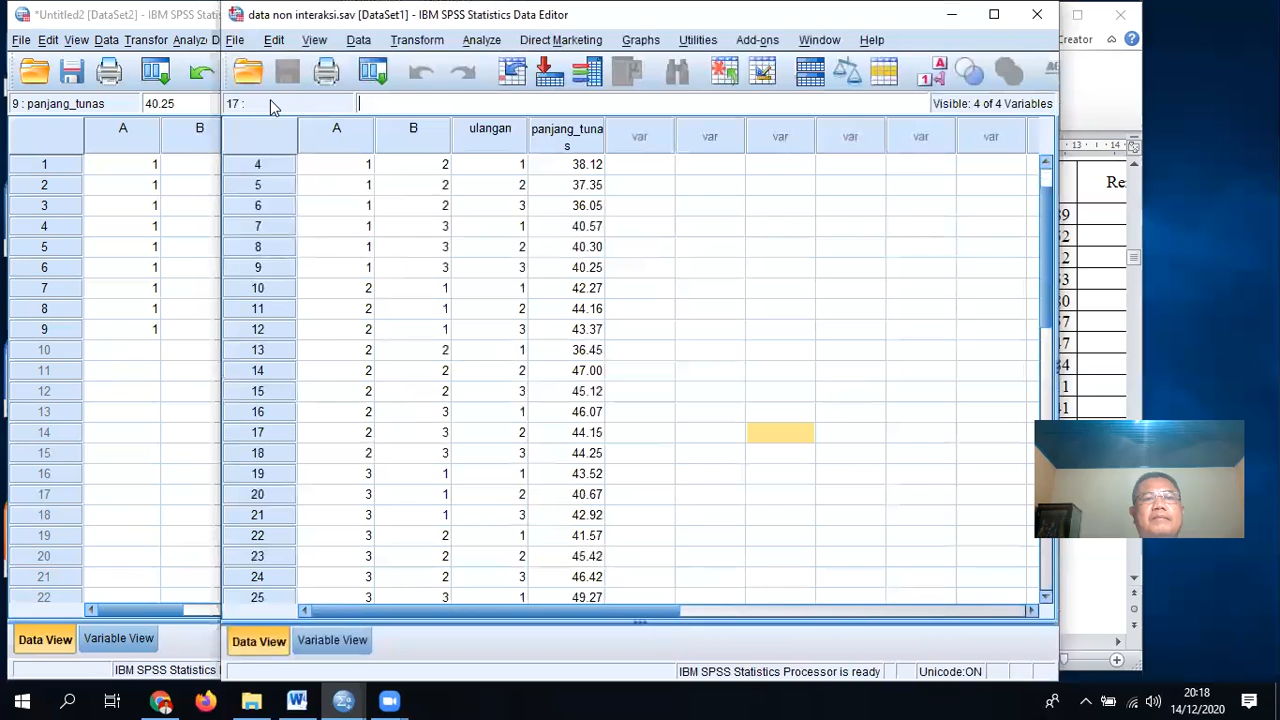 *Untitled2 [DataSet2] - IBM SPSS Statis
data non interaksi.sav [DataSet1] - IBM SPSS Statistics Data Editor
File Edit View Data Transfor Analyze D
File Edit View Data Transform Analyze Direct Marketing Graphs Utilities Add-ons Window Help
Creator
9 : panjang_tunas 40.25
17 : Visible: 4 of 4 Variables
A B
A B ulangan panjang_tunas var var var var var var
13 14
1 1
2 1
3 1
4 1
5 1
6 1
7 1
8 1
9 1
10
11
12
13
14
15
16
17
18
19
20
21
22
4 1 2 1 38.12
5 1 2 2 37.35
6 1 2 3 36.05
7 1 3 1 40.57
8 1 3 2 40.30
9 1 3 3 40.25
10 2 1 1 42.27
11 2 1 2 44.16
12 2 1 3 43.37
13 2 2 1 36.45
14 2 2 2 47.00
15 2 2 3 45.12
16 2 3 1 46.07
17 2 3 2 44.15
18 2 3 3 44.25
19 3 1 1 43.52
20 3 1 2 40.67
21 3 1 3 42.92
22 3 2 1 41.57
23 3 2 2 45.42
24 3 2 3 46.42
25 3 3 1 49.27
Data View Variable View
Data View Variable View
IBM SPSS Statistics
IBM SPSS Statistics Processor is ready Unicode:ON
20:18
14/12/2020